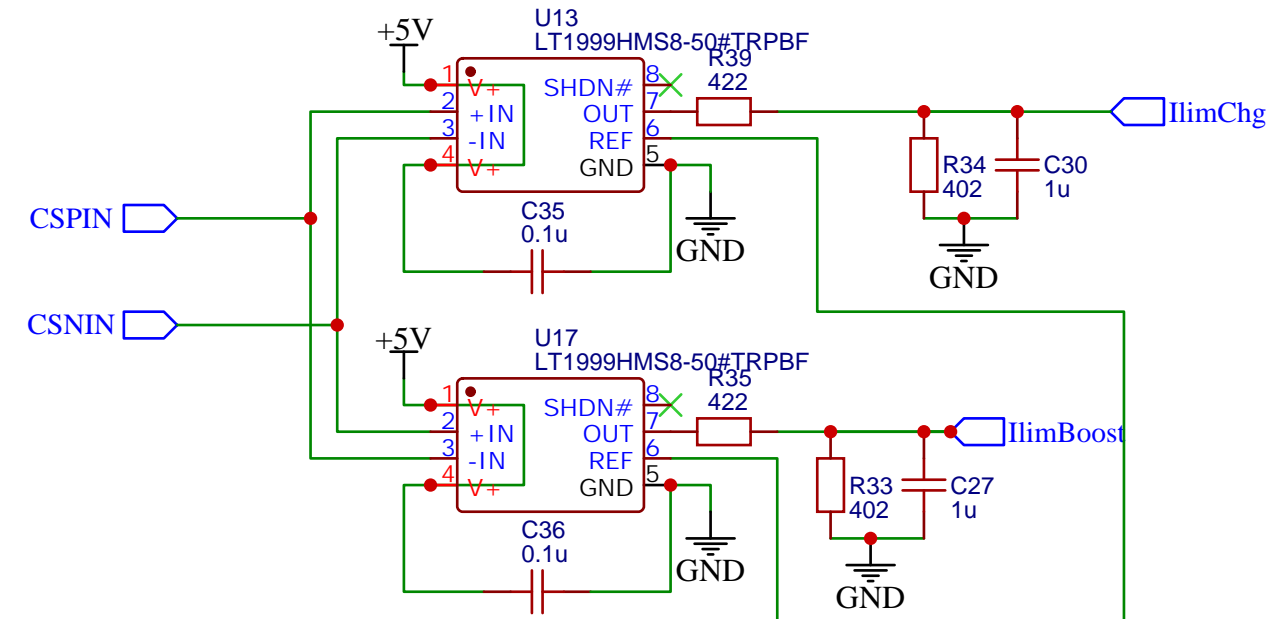 U13
LT1999HMS8-50#TRPBF
+5V
R39
422
1
V+
SHDN#
8
2
+IN
OUT
7
3
-IN
REF
6
4
V+
GND
5
IlimChg
R34
402
C30
1u
GND
C35
0.1u
GND
CSPIN
CSNIN
U17
LT1999HMS8-50#TRPBF
+5V
R35
422
1
V+
SHDN#
8
2
+IN
OUT
7
3
-IN
REF
6
4
V+
GND
5
IlimBoost
R33
402
C27
1u
GND
C36
0.1u
GND